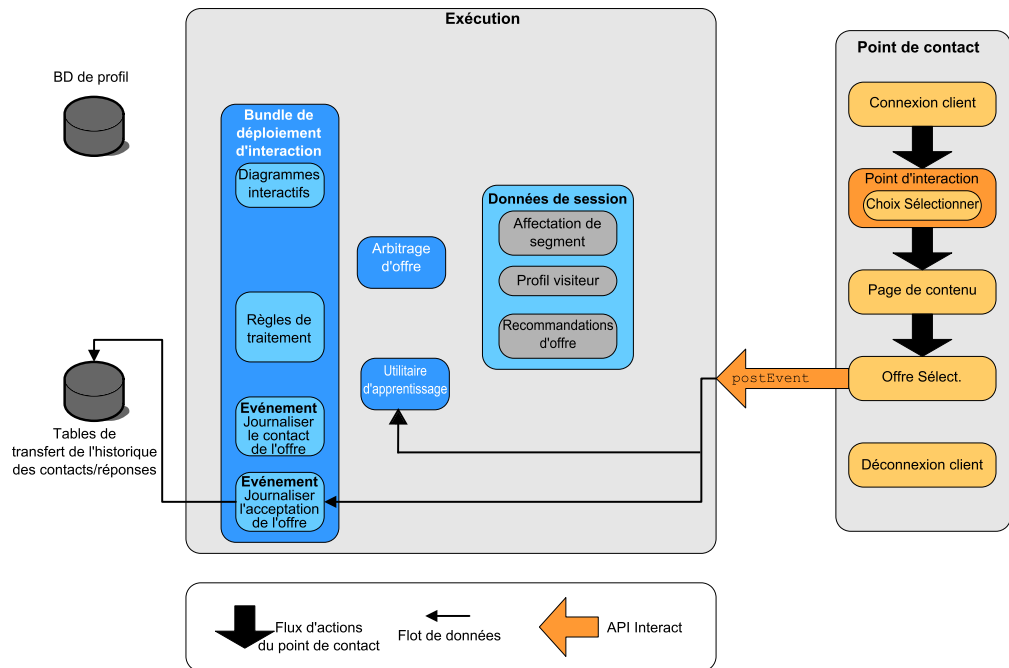 Exécution
BD de profil
Bundle de
déploiement
d'interaction
Diagrammes
interactifs
Règles de
traitement
Evénement
Journaliser
le contact
de l'offre
Evénement
Journaliser
l'acceptation
de l'offre
Arbitrage
d'offre
Utilitaire
d'apprentissage
Données de session
Affectation de
segment
Profil visiteur
Recommandations
d'offre
Tables de
transfert de l'historique
des contacts/réponses
postEvent
Point de contact
Connexion client
Point d'interaction
Choix Sélectionner
Page de contenu
Offre Sélect.
Déconnexion client
Flux d'actions
du point de contact
Flot de données
API Interact